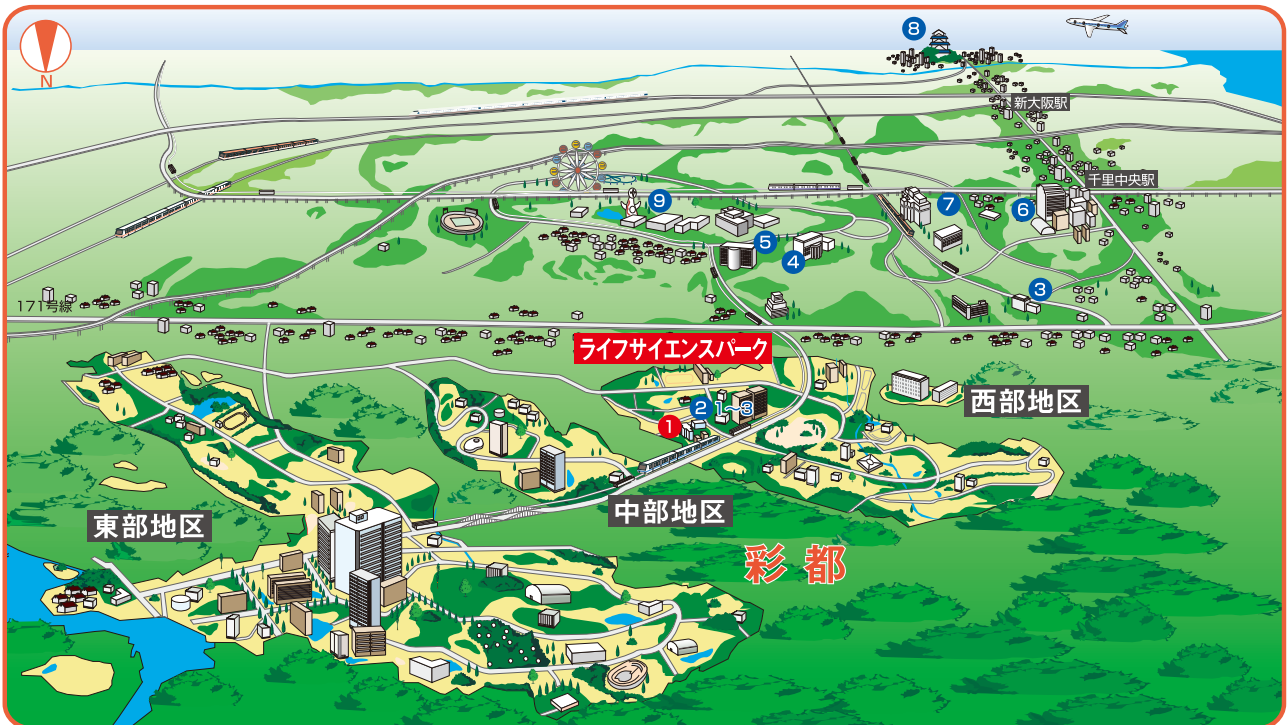 8
N
新大阪駅
千里中央駅
9
7
6
5
4
3
171号線
ライフサイエンスパーク
西部地区
2 1～3
1
中部地区
東部地区
彩都